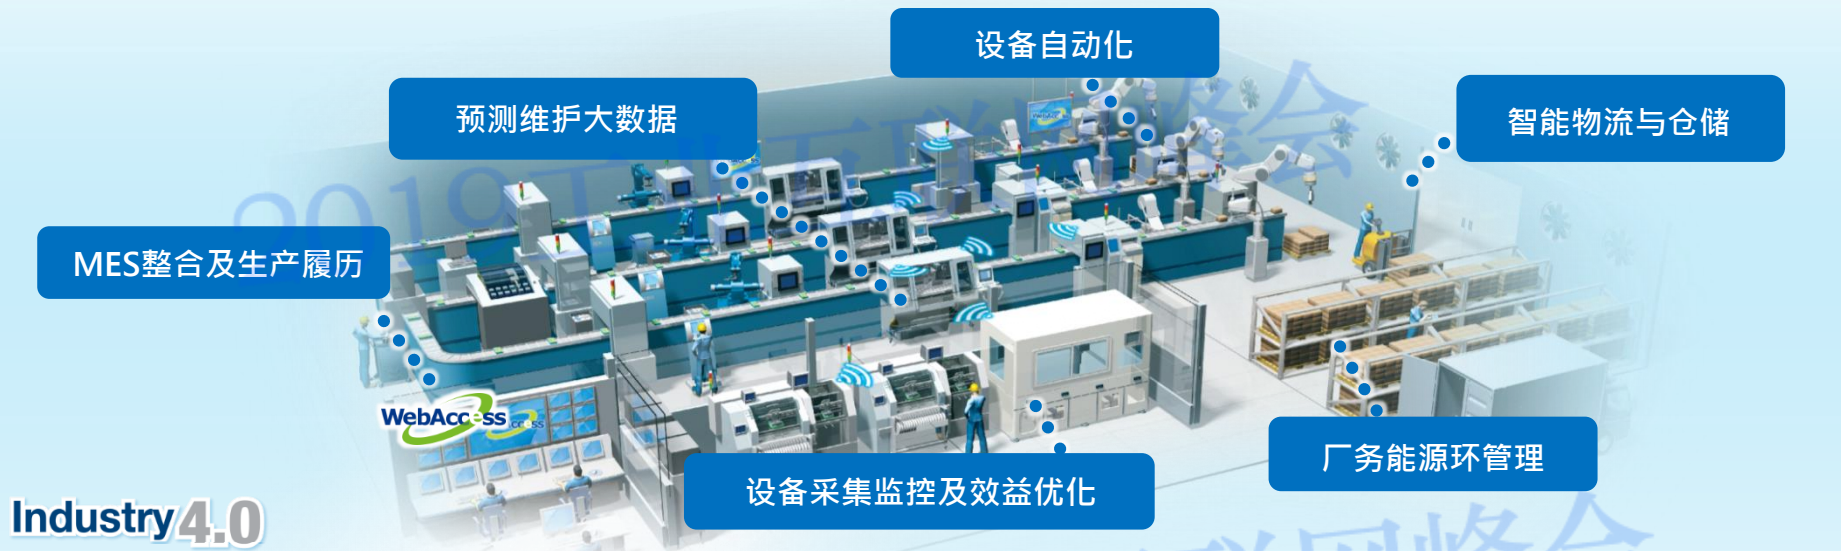 设备自动化
预测维护大数据
智能物流与仓储
MES整合及生产履历
WebAccess
厂务能源环管理
设备采集监控及效益优化
Industry 4.0